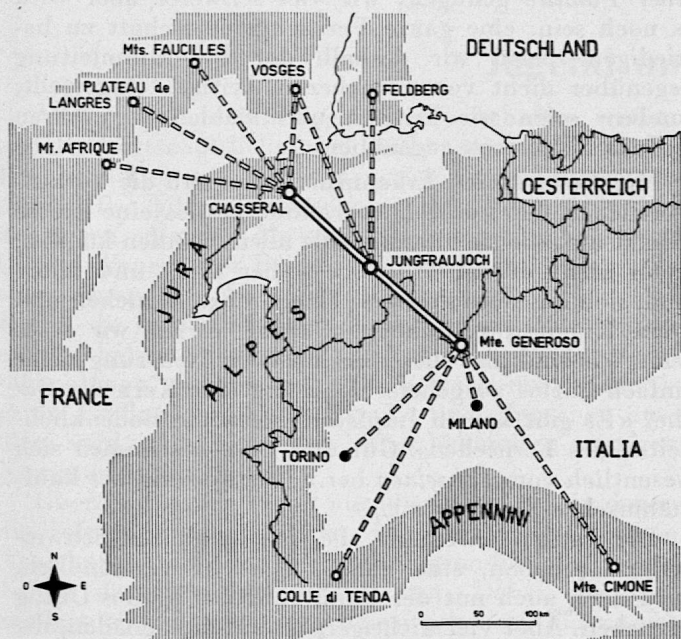 Mts. FAUCILLES
DEUTSCHLAND
VOSGES
PLATEAU de
LANGRES
FELDBERG
Mt. AFRIQUE
CHASSERAL
OESTERREICH
JURA
JUNGFRAUJOCH
ALPES
Mte. GENEROSO
FRANCE
MILANO
TORINO
ITALIA
APPENNINI
N
O E
S
COLLE di TENDA
Mte. CIMONE
0 50 100 km